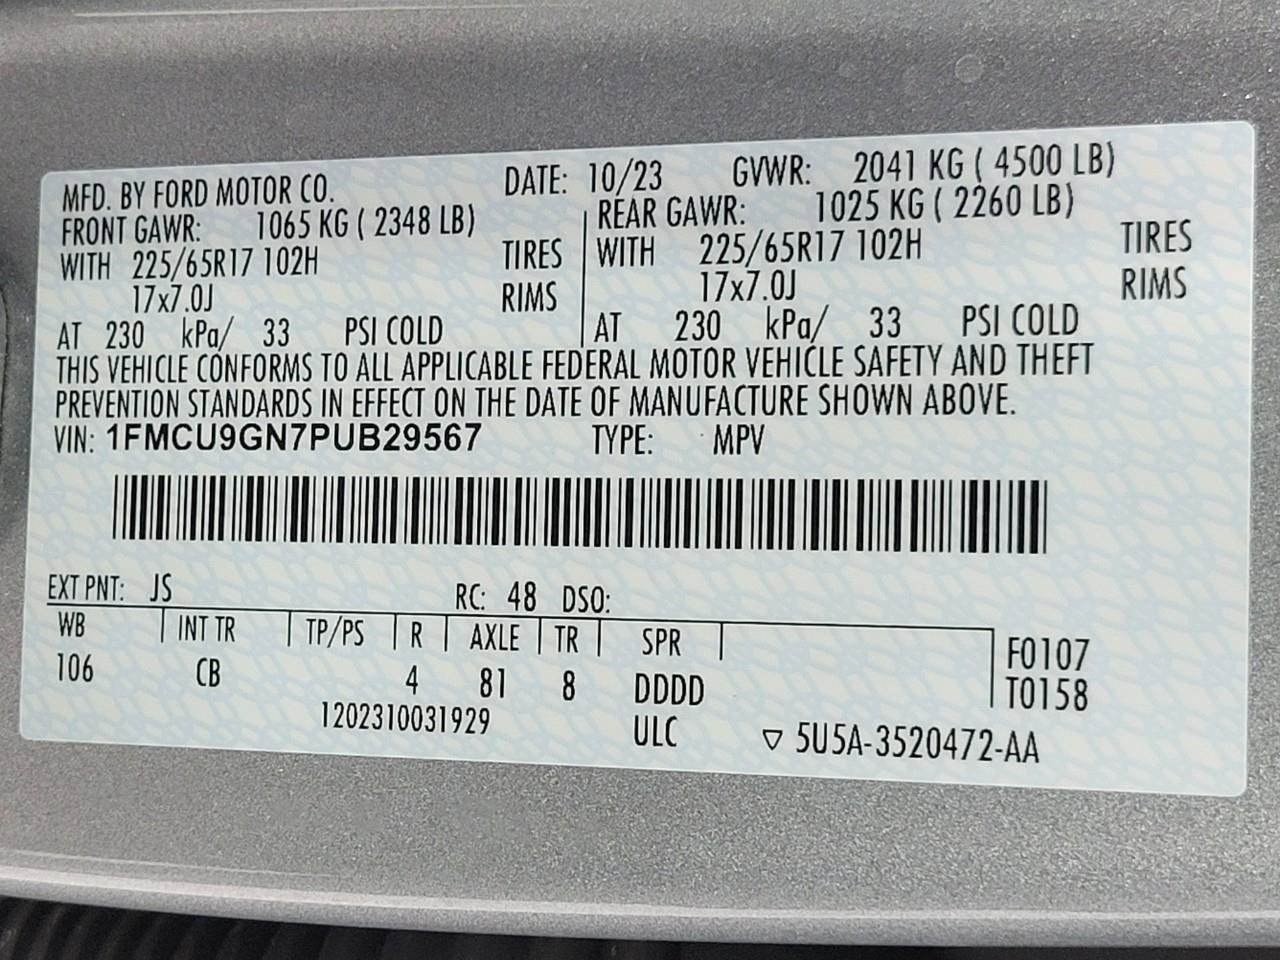 MFD. BY FORD MOTOR CO. DATE: 10/23 GVWR: 2041 KG ( 4500 LB)
FRONT GAWR: 1065 KG ( 2348 LB) REAR GAWR: 1025 KG ( 2260 LB)
WITH 225/65R17 102H TIRES WITH 225/65R17 102H TIRES
17x7.0J RIMS 17x7.0J RIMS
AT 230 kPa/ 33 PSI COLD AT 230 kPa/ 33 PSI COLD
THIS VEHICLE CONFORMS TO ALL APPLICABLE FEDERAL MOTOR VEHICLE SAFETY AND THEFT
PREVENTION STANDARDS IN EFFECT ON THE DATE OF MANUFACTURE SHOWN ABOVE.
VIN: 1FMCU9GN7PUB29567 TYPE: MPV
EXT PNT: JS RC: 48 DSO:
WB INT TR TP/PS R AXLE TR SPR F0107
106 CB 4 81 8 DDDD T0158
1202310031929 ULC ▽ 5U5A-3520472-AA